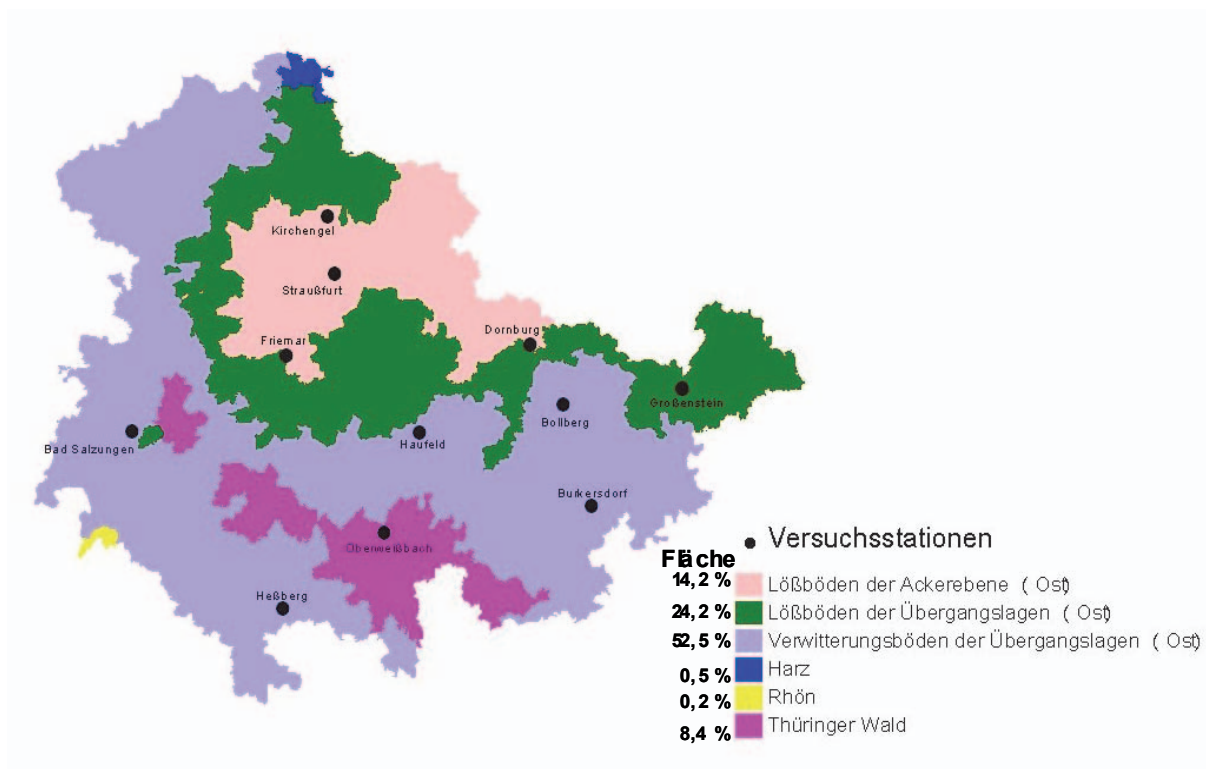 Kirchengel
Straußfurt
Dornburg
Friemar
Großenstein
Bollberg
Haufeld
Bad Salzungen
Burkersdorf
Oberweißbach
Heßberg
Versuchsstationen
Fläche
14,2 % Lößböden der Ackerebene ( Ost)
24,2 % Lößböden der Übergangslagen ( Ost)
52,5 % Verwitterungsböden der Übergangslagen ( Ost)
0,5 % Harz
0,2 % Rhön
8,4 % Thüringer Wald